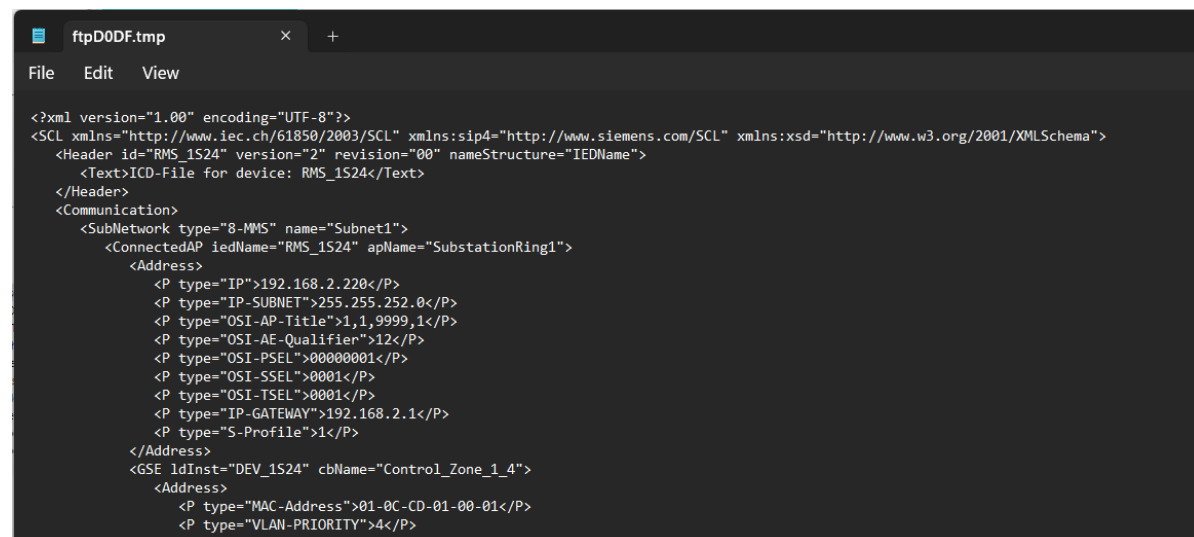 ftpD0DF.tmp × +
File Edit View
<?xml version="1.00" encoding="UTF-8"?>
<SCL xmlns="http://www.iec.ch/61850/2003/SCL" xmlns:sip4="http://www.siemens.com/SCL" xmlns:xsd="http://www.w3.org/2001/XMLSchema">
<Header id="RMS_1S24" version="2" revision="00" nameStructure="IEDName">
<Text>ICD-File for device: RMS_1S24</Text>
</Header>
<Communication>
<SubNetwork type="8-MMS" name="Subnet1">
<ConnectedAP iedName="RMS_1S24" apName="SubstationRing1">
<Address>
<P type="IP">192.168.2.220</P>
<P type="IP-SUBNET">255.255.252.0</P>
<P type="OSI-AP-Title">1,1,9999,1</P>
<P type="OSI-AE-Qualifier">12</P>
<P type="OSI-PSEL">00000001</P>
<P type="OSI-SSEL">0001</P>
<P type="OSI-TSEL">0001</P>
<P type="IP-GATEWAY">192.168.2.1</P>
<P type="S-Profile">1</P>
</Address>
<GSE ldInst="DEV_1S24" cbName="Control_Zone_1_4">
<Address>
<P type="MAC-Address">01-0C-CD-01-00-01</P>
<P type="VLAN-PRIORITY">4</P>